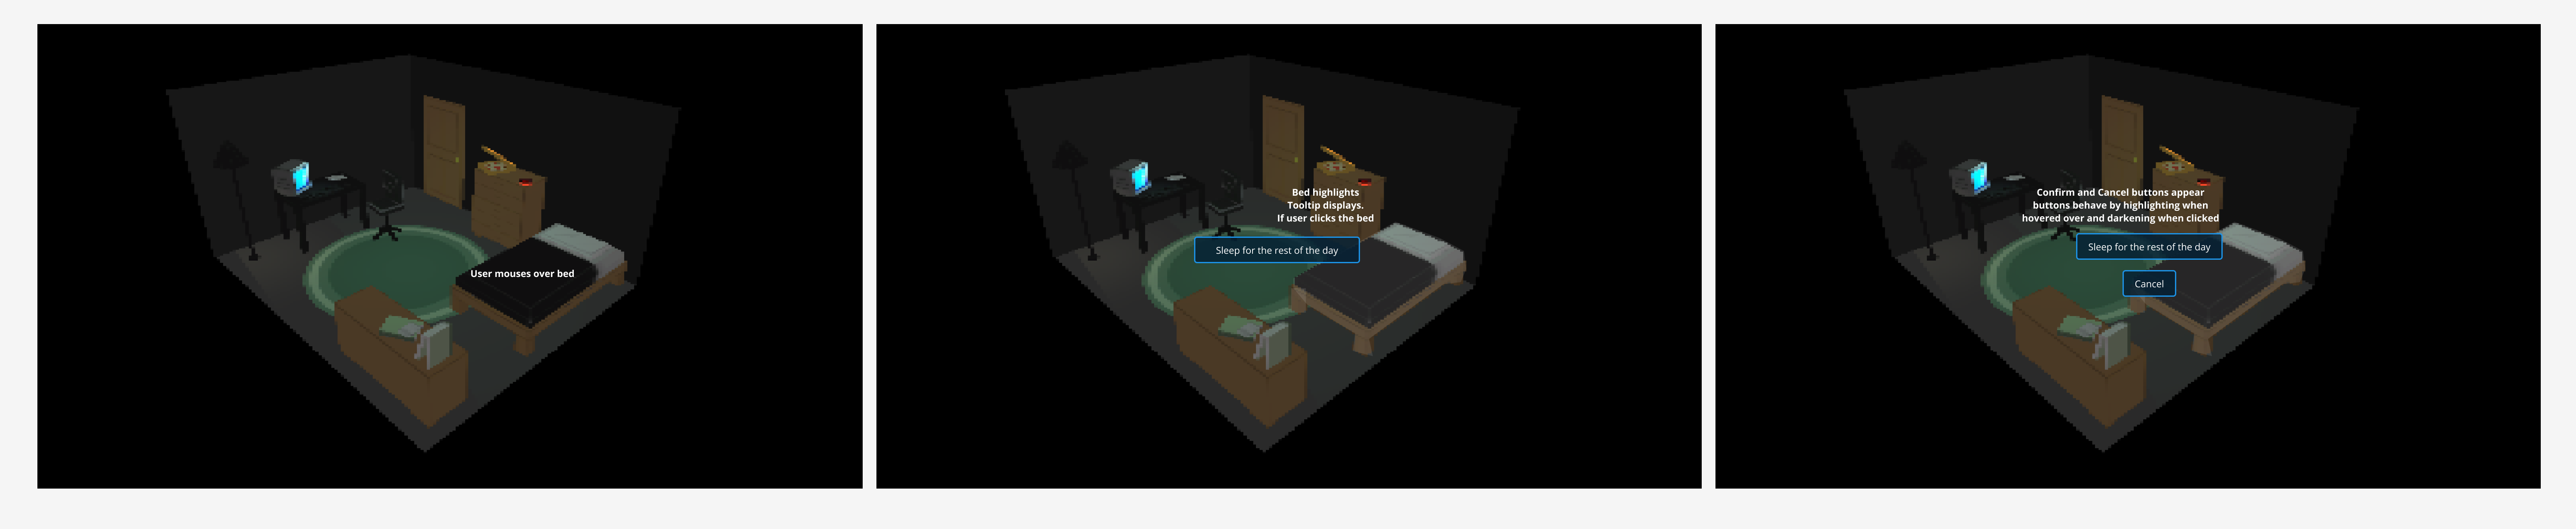 User mouses over bed
Bed highlights
Tooltip displays.
If user clicks the bed
Sleep for the rest of the day
Confirm and Cancel buttons appear
buttons behave by highlighting when
hovered over and darkening when clicked
Sleep for the rest of the day
Cancel